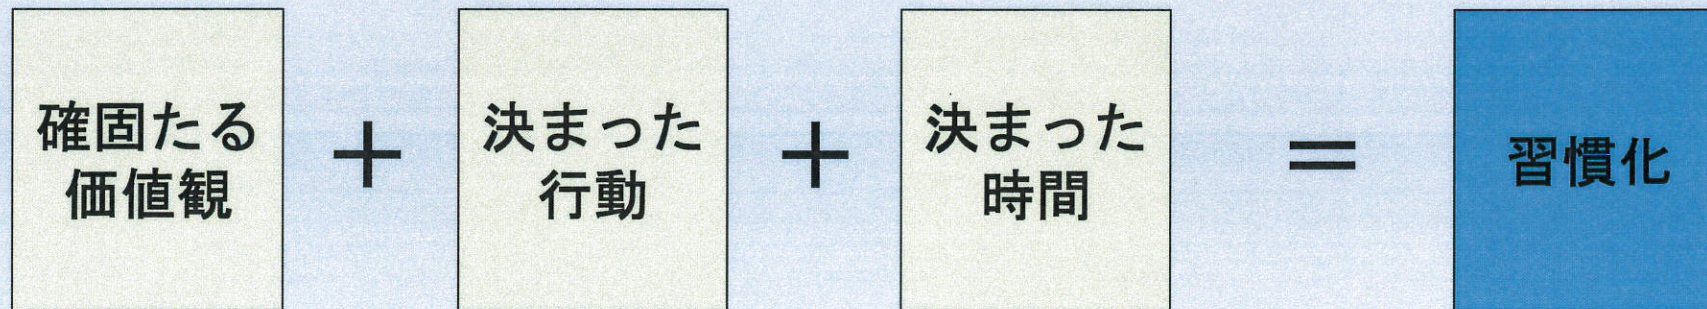 確固たる
価値観
+
決まった
行動
+
決まった
時間
=
習慣化